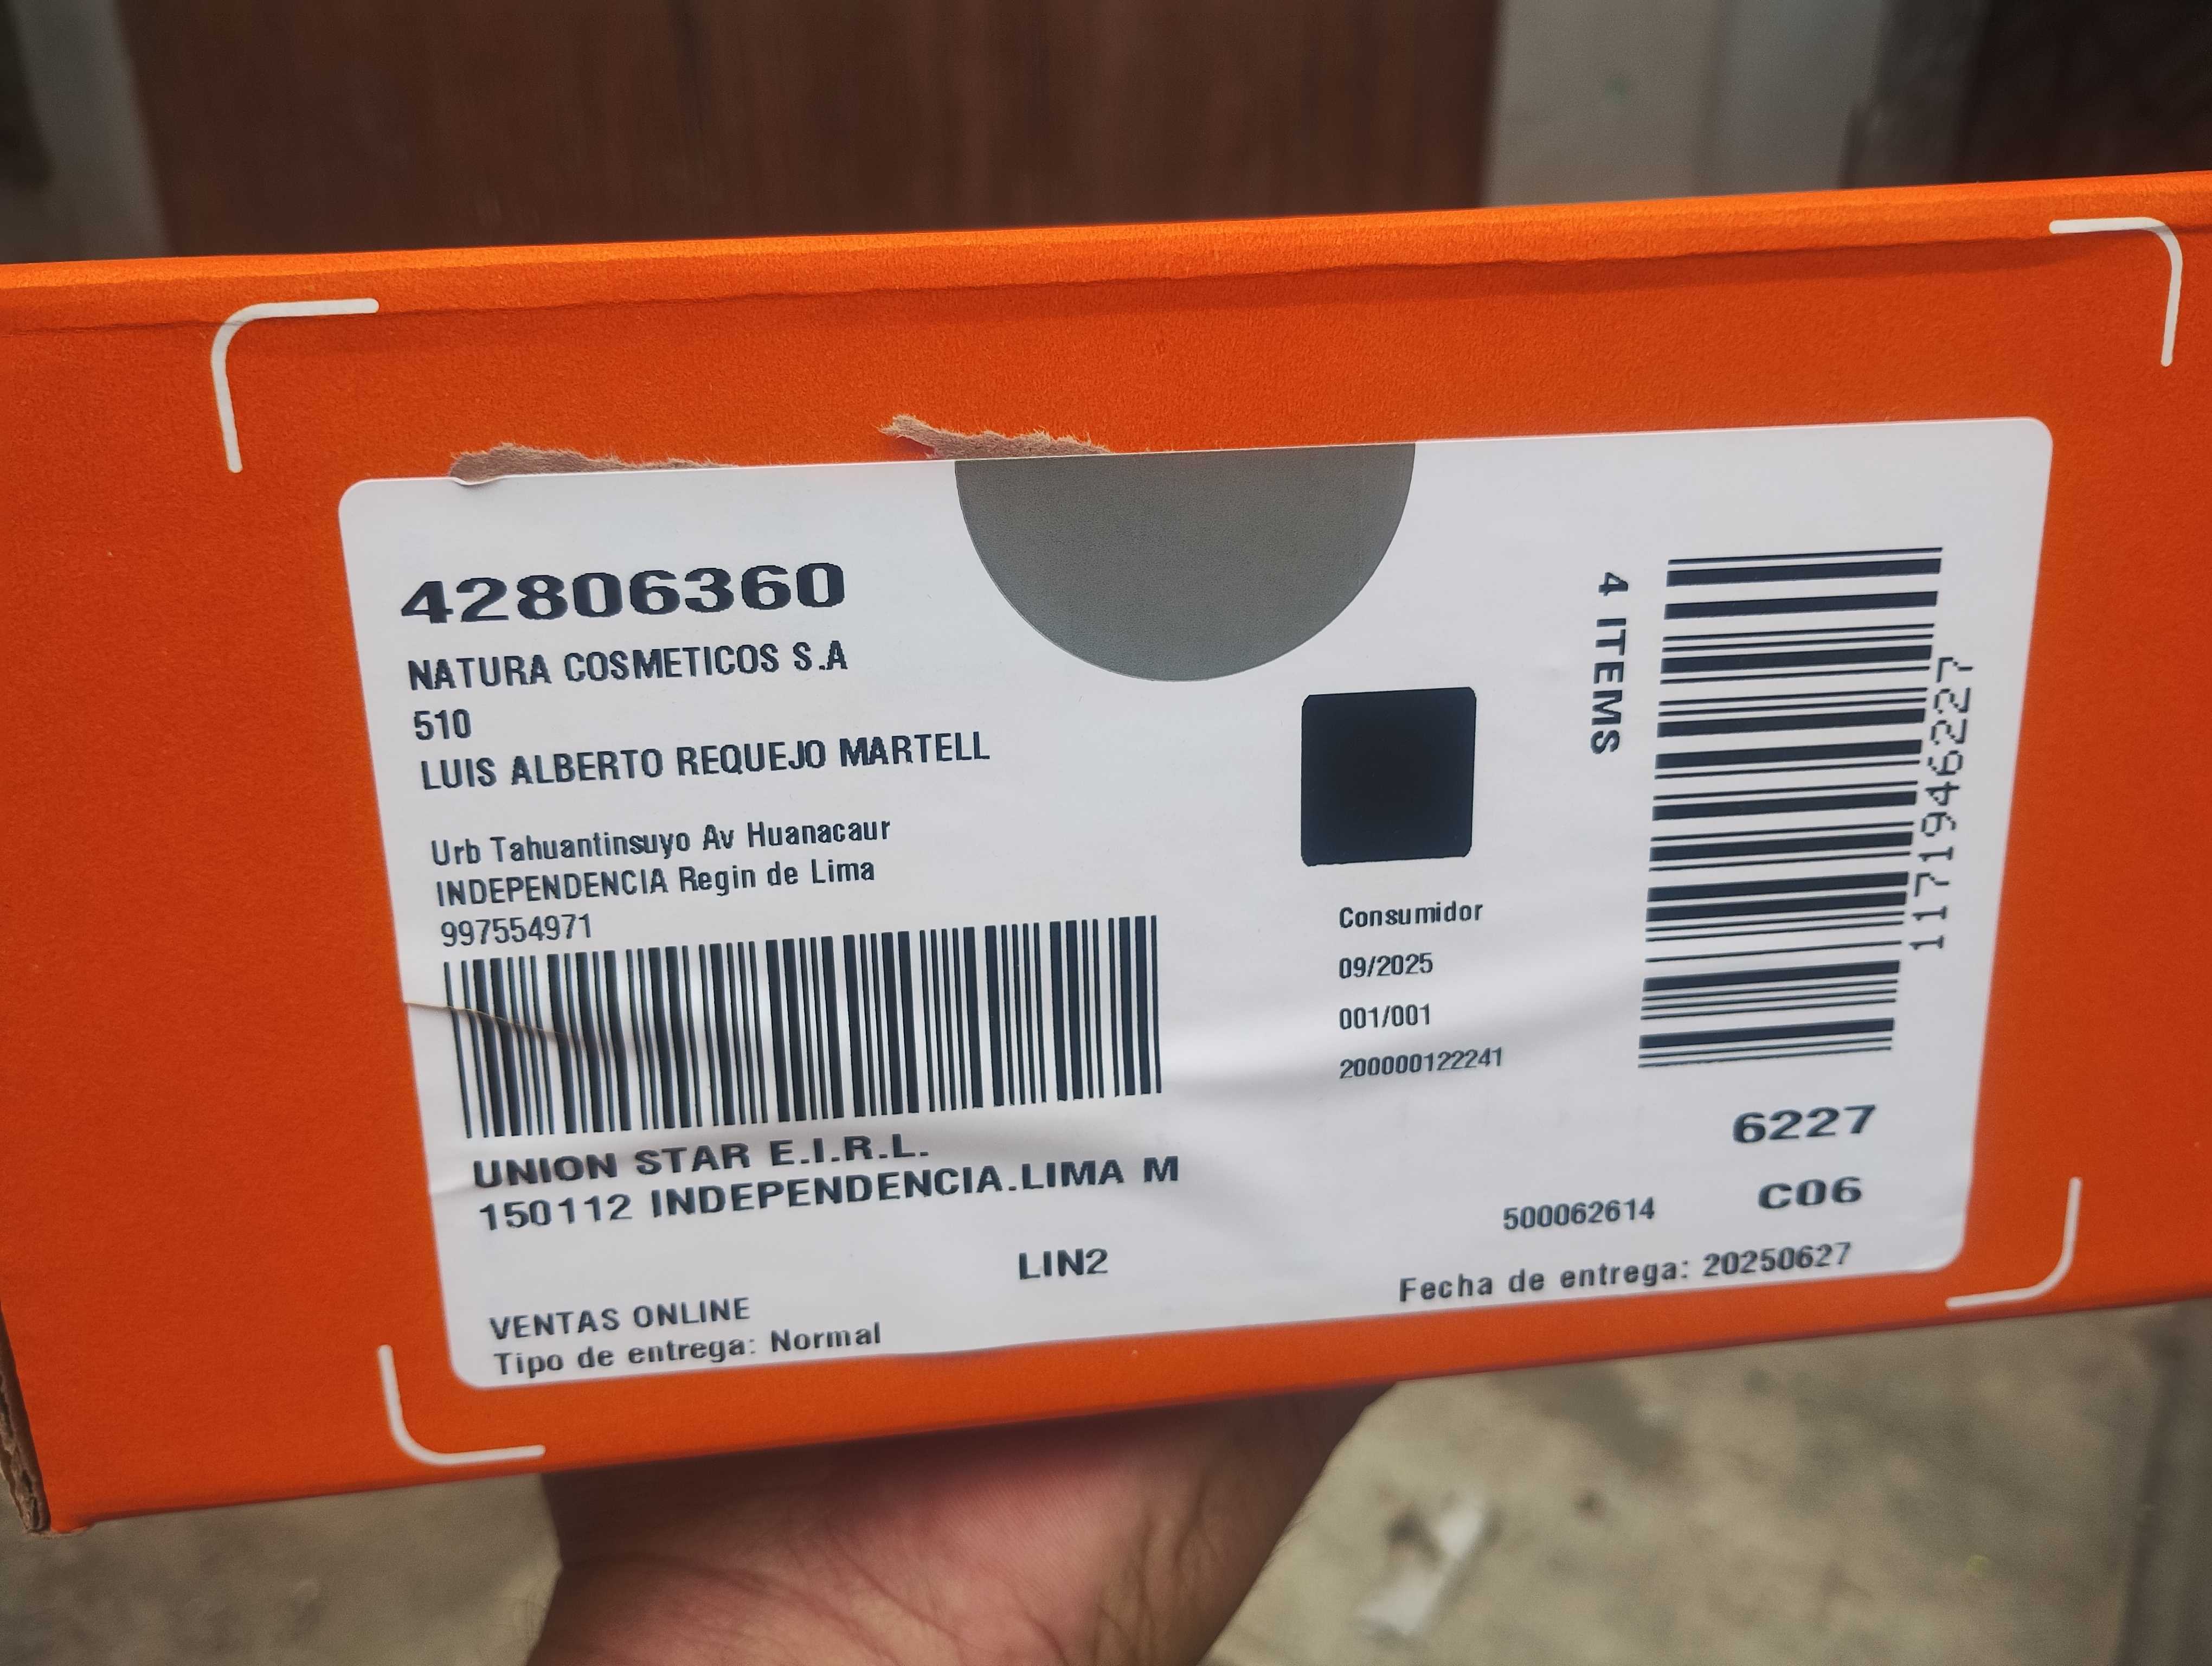 42806360
NATURA COSMETICOS S.A
510
LUIS ALBERTO REQUEJO MARTELL
Urb Tahuantinsuyo Av Huanacaur
INDEPENDENCIA Regin de Lima
997554971
UNION STAR E.I.R.L.
150112 INDEPENDENCIA.LIMA M
LIN2
VENTAS ONLINE
Tipo de entrega: Normal
Consumidor
09/2025
001/001
200000122241
4 ITEMS
1171946227
6227
C06
500062614
Fecha de entrega: 20250627